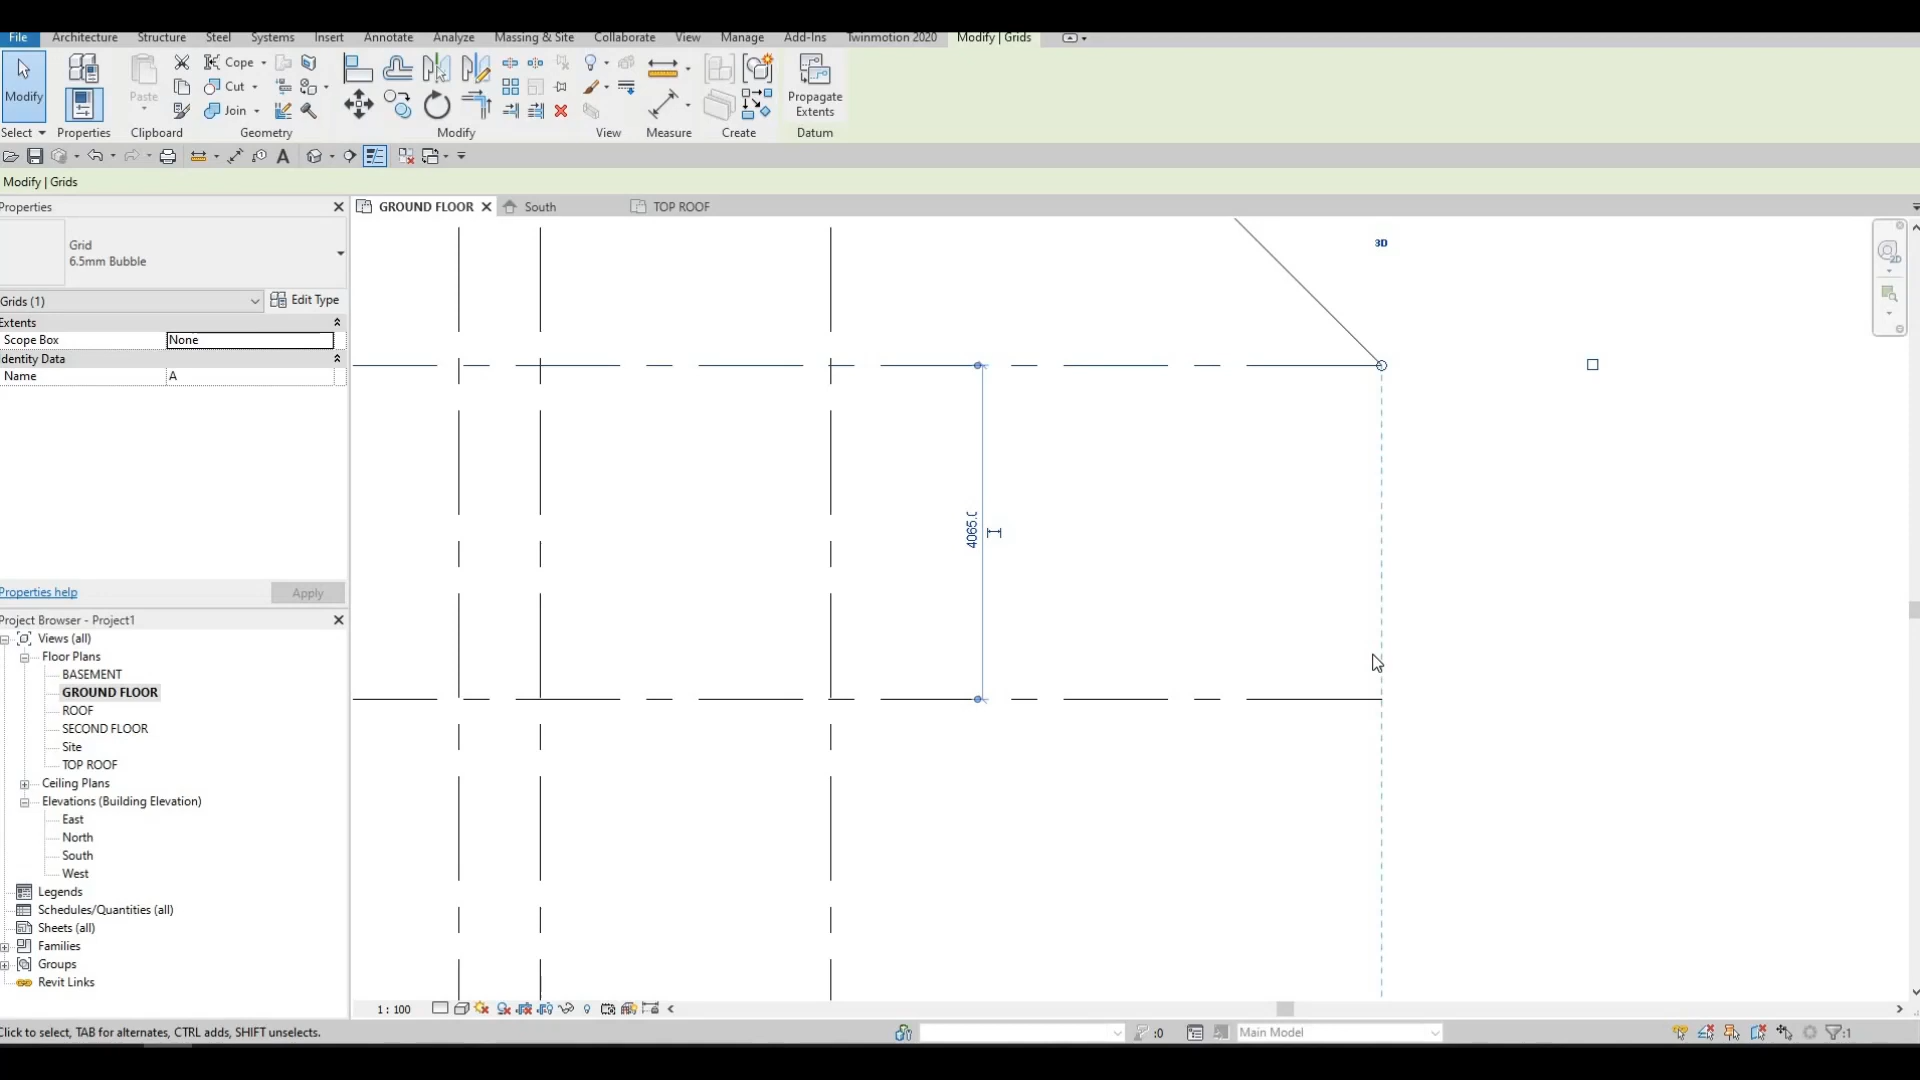 File Architecture Structure Steel Systems Insert Annotate Analyze Massing & Site Collaborate View Manage Add-Ins Twinmotion 2020 Modify | Grids
Modify
Paste
Cope
Cut
Join
Propagate
Extents
Select Properties Clipboard Geometry Modify View Measure Create Datum
A
Modify | Grids
Properties
GROUND FLOOR South TOP ROOF
Grid
6.5mm Bubble
Grids (1) Edit Type
Extents
Scope Box None
dentity Data
Name A
2D
3D
4065.0
Properties help Apply
Project Browser - Project1
Views (all)
Floor Plans
BASEMENT
GROUND FLOOR
ROOF
SECOND FLOOR
Site
TOP ROOF
Ceiling Plans
Elevations (Building Elevation)
East
North
South
West
Legends
Schedules/Quantities (all)
Sheets (all)
Families
Groups
Revit Links
1 : 100
Click to select, TAB for alternates, CTRL adds, SHIFT unselects.
:0
Main Model
:1